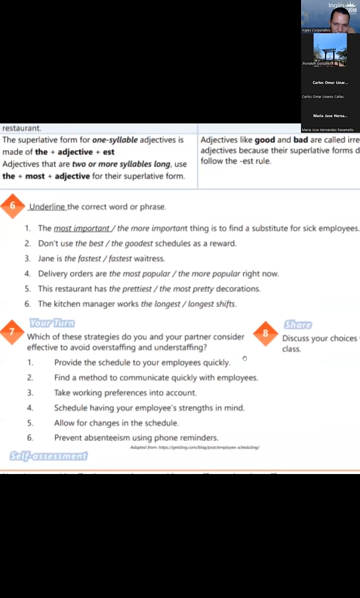 Inglés
Inglés Corporativo
Carlos Omar Linar...
Carlos Omar Linares Cañas
Maria Jose Herna...
restaurant.
The superlative form for one-syllable adjectives is
made of the + adjective + est
Adjectives that are two or more syllables long, use
the + most + adjective for their superlative form.
Adjectives like good and bad are called irre
adjectives because their superlative forms d
follow the -est rule.
6 Underline the correct word or phrase.
1. The most important / the more important thing is to find a substitute for sick employees.
2. Don't use the best / the goodest schedules as a reward.
3. Jane is the fastest / fastest waitress.
4. Delivery orders are the most popular / the more popular right now.
5. This restaurant has the prettiest / the most pretty decorations.
6. The kitchen manager works the longest / longest shifts.
7 Your Turn
Which of these strategies do you and your partner consider
effective to avoid overstaffing and understaffing?
1. Provide the schedule to your employees quickly.
2. Find a method to communicate quickly with employees.
3. Take working preferences into account.
4. Schedule having your employee's strengths in mind.
5. Allow for changes in the schedule.
6. Prevent absenteeism using phone reminders.
8 Share
Discuss your choices
class.
Self-assessment